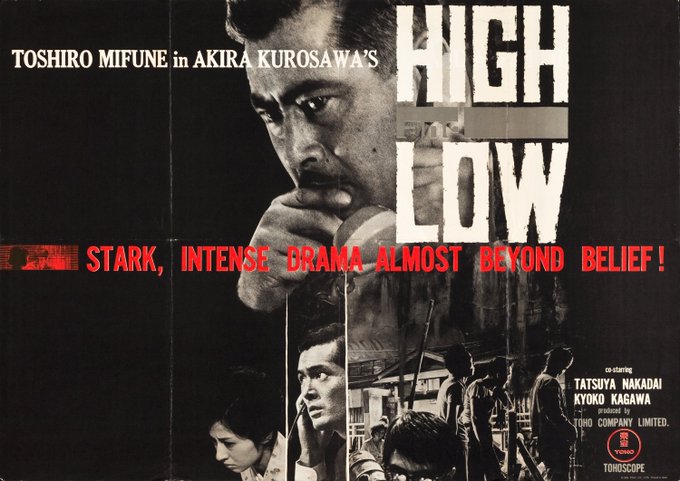 TOSHIRO MIFUNE in AKIRA KUROSAWA'S
HIGH
LOW
STARK, INTENSE DRAMA ALMOST BEYOND BELIEF!
co-starring
TATSUYA NAKADAI
KYOKO KAGAWA
produced by
TOHO COMPANY LIMITED.
TOHO
TOHOSCOPE